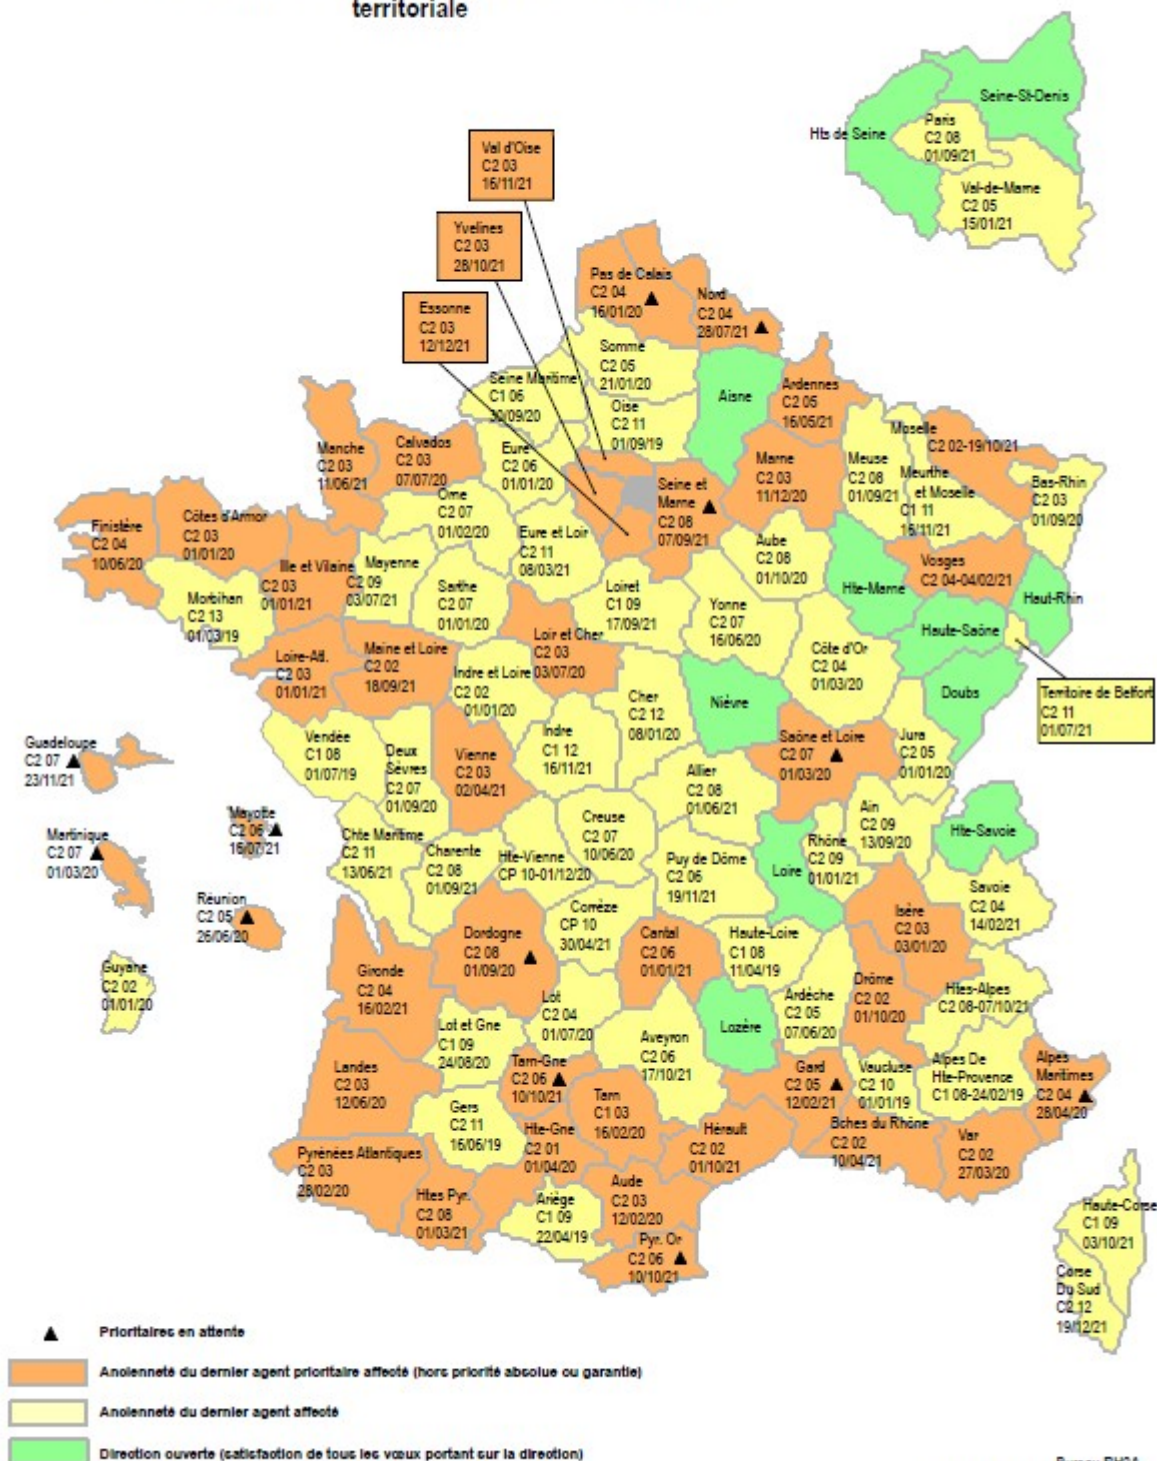 territoriale
Seine-St-Denis
Hts de Seine
Paris
C2 08
01/09/21
Val-de-Marne
C2 05
15/01/21
Val d'Oise
C2 03
16/11/21
Yvelines
C2 03
28/10/21
Essonne
C2 03
12/12/21
Pas de Calais
C2 04
16/01/20
Nord
C2 04
28/07/21
Somme
C2 05
21/01/20
Seine Maritime
C1 06
30/09/20
Oise
C2 11
01/09/19
Aisne
Ardennes
C2 05
16/05/21
Manche
C2 03
11/06/21
Calvados
C2 03
07/07/20
Eure
C2 06
01/01/20
Seine et
Marne
C2 08
07/09/21
Marne
C2 03
11/12/20
Meuse
C2 08
01/09/21
Moselle
C2 02-19/10/21
Meurthe
et Moselle
C1 11
16/11/21
Bas-Rhin
C2 03
01/09/20
Finistère
C2 04
10/06/20
Côtes d'Armor
C2 03
01/01/20
Orne
C2 07
01/02/20
Eure et Loir
C2 11
08/03/21
Aube
C2 08
01/10/20
Hte-Marne
Vosges
C2 04-04/02/21
Haut-Rhin
Ille et Vilaine
C2 03
01/01/21
Mayenne
C2 09
03/07/21
Morbihan
C2 13
01/03/19
Sarthe
C2 07
01/01/20
Loiret
C1 09
17/09/21
Yonne
C2 07
16/06/20
Haute-Saône
Loire-Atl.
C2 03
01/01/21
Maine et Loire
C2 02
18/09/21
Loir et Cher
C2 03
03/07/20
Indre et Loire
C2 02
01/01/20
Cher
C2 12
08/01/20
Nièvre
Côte d'Or
C2 04
01/03/20
Doubs
Territoire de Belfort
C2 11
01/07/21
Guadeloupe
C2 07
23/11/21
Vendée
C1 08
01/07/19
Deux
Sèvres
C2 07
01/09/20
Vienne
C2 03
02/04/21
Indre
C1 12
16/11/21
Saône et Loire
C2 07
01/03/20
Jura
C2 05
01/01/20
Allier
C2 08
01/06/21
Mayotte
C2 06
16/07/21
Martinique
C2 07
01/03/20
Chte Maritime
C2 11
13/06/21
Charente
C2 08
01/09/21
Hte-Vienne
CP 10-01/12/20
Creuse
C2 07
10/06/20
Puy de Dôme
C2 06
19/11/21
Loire
Rhône
C2 09
01/01/21
Ain
C2 09
13/09/20
Hte-Savoie
Savoie
C2 04
14/02/21
Réunion
C2 05
26/06/20
Guyane
C2 02
01/01/20
Gironde
C2 04
16/02/21
Dordogne
C2 08
01/09/20
Corrèze
CP 10
30/04/21
Cantal
C2 06
01/01/21
Haute-Loire
C1 08
11/04/19
Isère
C2 03
03/01/20
Drôme
C2 02
01/10/20
Htes-Alpes
C2 08-07/10/21
Lot
C2 04
01/07/20
Lot et Gne
C1 09
24/08/20
Aveyron
C2 06
17/10/21
Lozère
Ardèche
C2 05
07/06/20
Landes
C2 03
12/06/20
Tarn-Gne
C2 06
10/10/21
Tarn
C1 03
16/02/20
Gard
C2 05
12/02/21
Vaucluse
C2 10
01/01/19
Alpes De
Hte-Provence
C1 08-24/02/19
Alpes
Maritimes
C2 04
28/04/20
Gers
C2 11
16/06/19
Hte-Gne
C2 01
01/04/20
Hérault
C2 02
01/10/21
Bches du Rhône
C2 02
10/04/21
Var
C2 02
27/03/20
Pyrénées Atlantiques
C2 03
28/02/20
Htes Pyr.
C2 08
01/03/21
Ariège
C1 09
22/04/19
Aude
C2 03
12/02/20
Pyr. Or
C2 06
10/10/21
Haute-Corse
C1 09
03/10/21
Corse
Du Sud
C2 12
19/12/21
Prioritaires en attente
Ancienneté du dernier agent prioritaire affecté (hors priorité absolue ou garantie)
Ancienneté du dernier agent affecté
Direction ouverte (satisfaction de tous les vœux portant sur la direction)